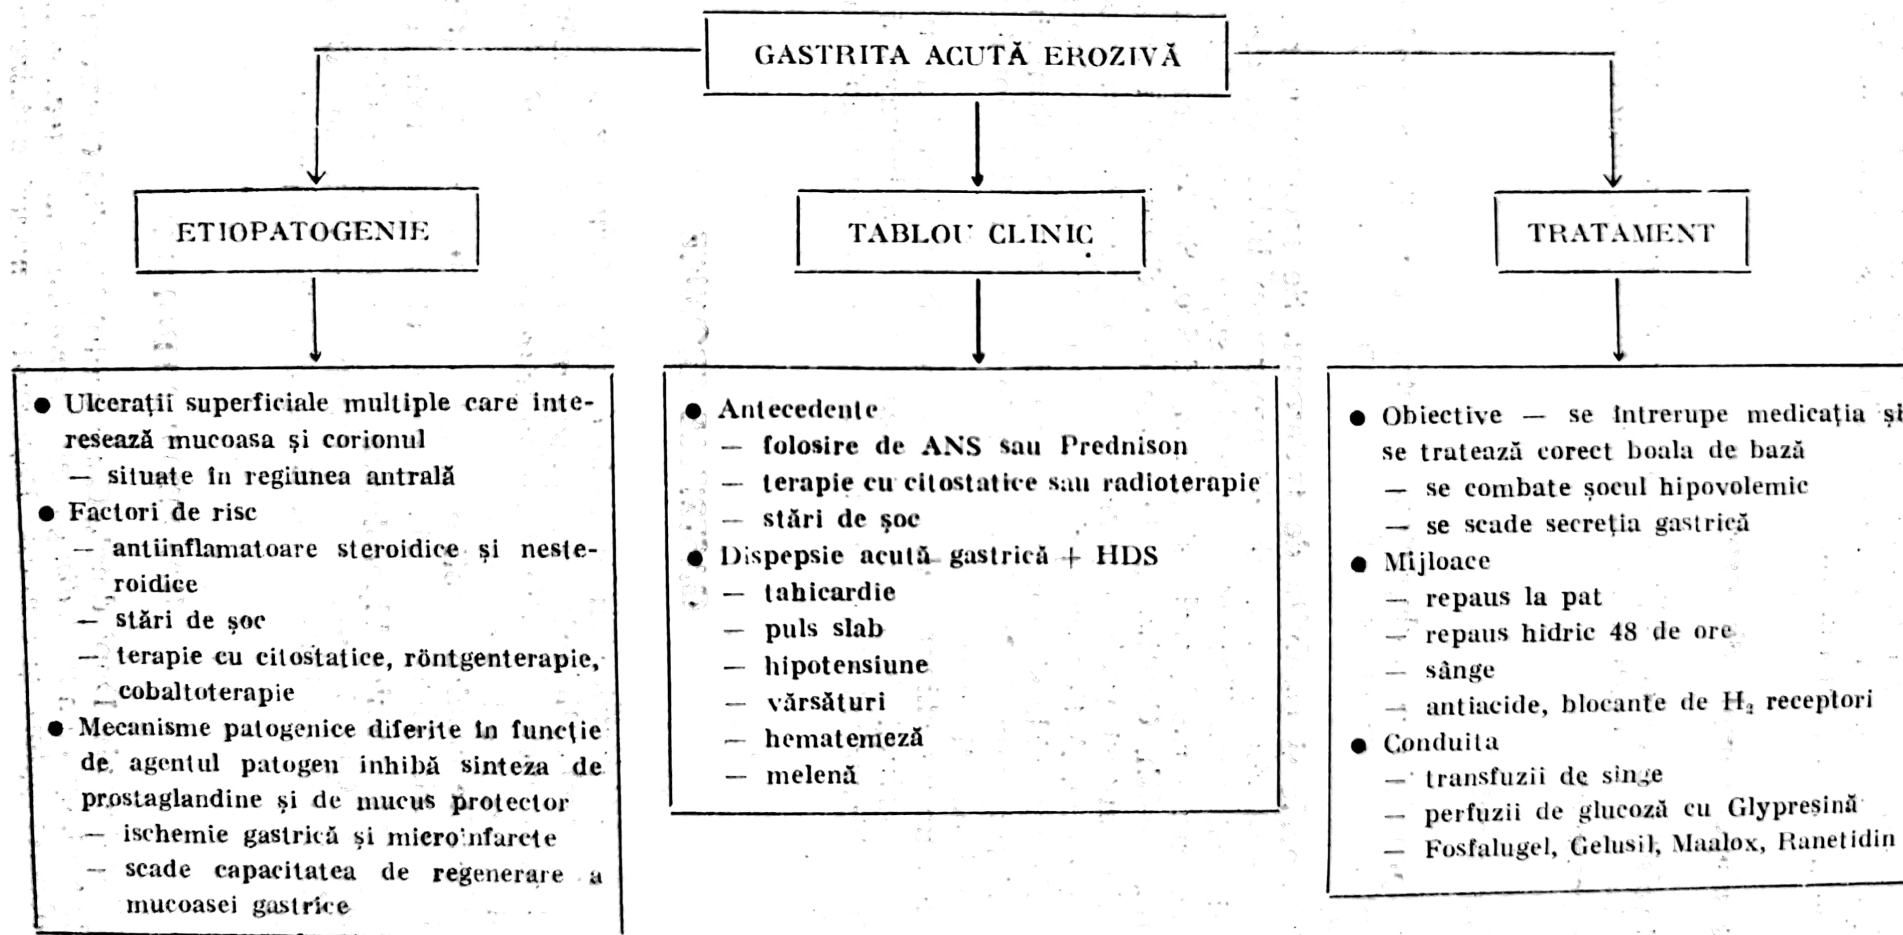 GASTRITA ACUTĂ EROZIVĂ
ETIOPATOGENIE
● Ulcerații superficiale multiple care inte-
resează mucoasa și corionul
— situate în regiunea antrală
● Factori de risc
— antiinflamatoare steroidice și neste-
roidice
— stări de șoc
— terapie cu citostatice, röntgenterapie,
cobaltoterapie
● Mecanisme patogenice diferite în funcție
de agentul patogen inhibă sinteza de
prostaglandine și de mucus protector
— ischemie gastrică și microinfarcte
— scade capacitatea de regenerare a
mucoasei gastrice
TABLOU CLINIC
● Antecedente
— folosire de ANS sau Prednison
— terapie cu citostatice sau radioterapie
— stări de șoc
● Dispepsie acută gastrică + HDS
— tahicardie
— puls slab
— hipotensiune
— vărsături
— hematemeză
— melenă
TRATAMENT
● Obiective — se întrerupe medicația și
se tratează corect boala de bază
— se combate șocul hipovolemic
— se scade secreția gastrică
● Mijloace
— repaus la pat
— repaus hidric 48 de ore
— sânge
— antiacide, blocante de H₂ receptori
● Conduita
— transfuzii de sînge
— perfuzii de glucoză cu Glypresină
— Fosfalugel, Gelusil, Maalox, Ranetidin